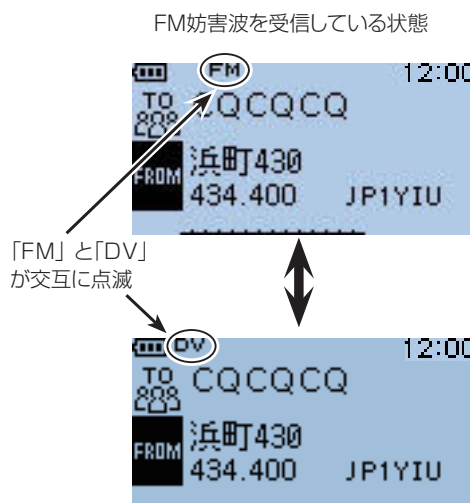 FM妨害波を受信している状態
FM 12:00
TO CQCQCQ
FROM 浜町430
434.400 JP1YIU
「FM」と「DV」
が交互に点滅
DV 12:00
TO CQCQCQ
FROM 浜町430
434.400 JP1YIU